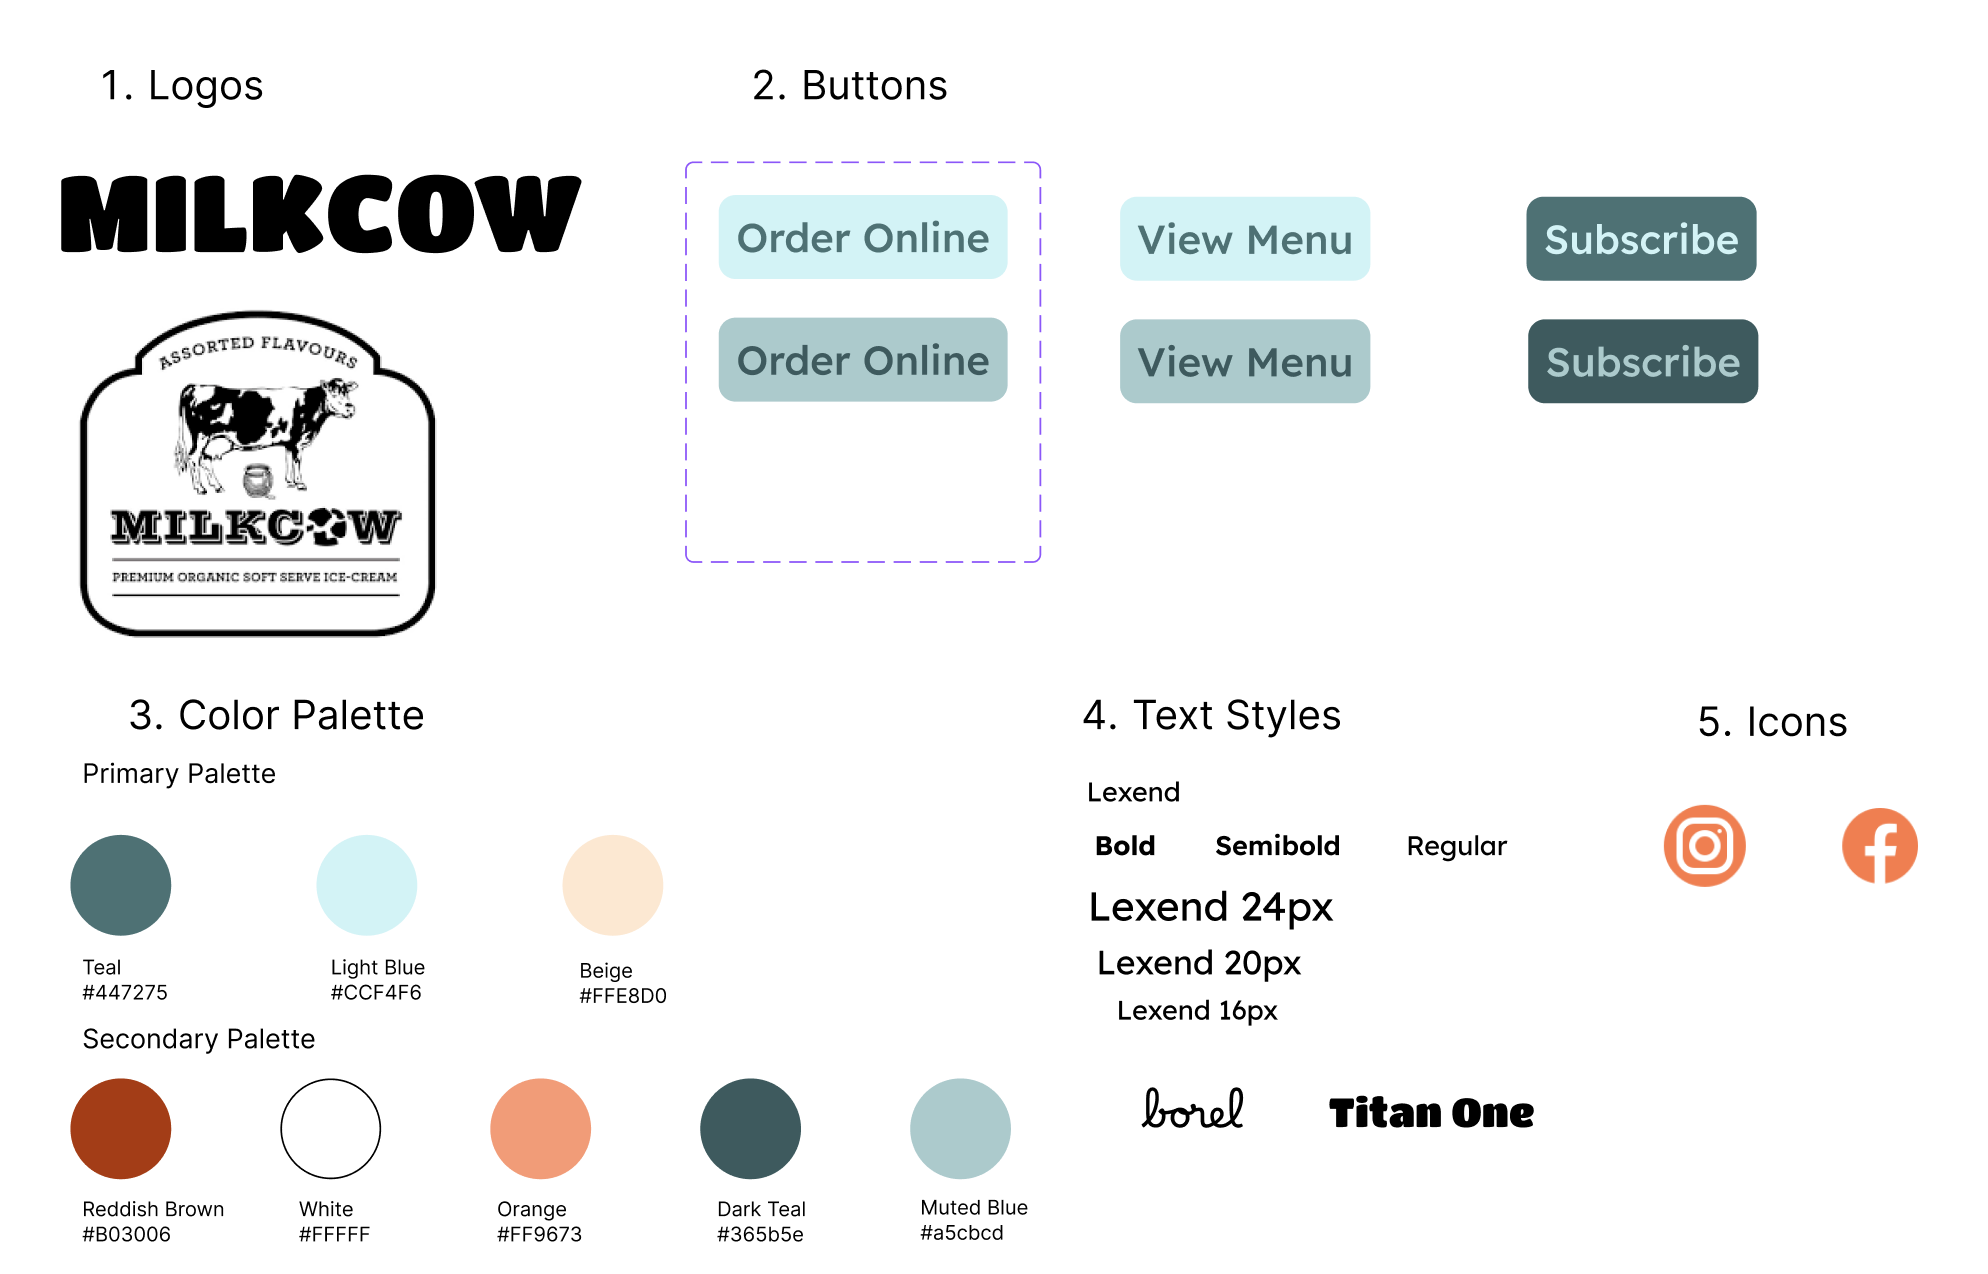 1. Logos
MILKCOW
ASSORTED FLAVOURS
MILKCOW
PREMIUM ORGANIC SOFT SERVE ICE-CREAM
2. Buttons
Order Online
View Menu
Subscribe
Order Online
View Menu
Subscribe
3. Color Palette
Primary Palette
Teal
#447275
Light Blue
#CCF4F6
Beige
#FFE8D0
Secondary Palette
Reddish Brown
#B03006
White
#FFFFF
Orange
#FF9673
Dark Teal
#365b5e
Muted Blue
#a5cbcd
4. Text Styles
Lexend
Bold
Semibold
Regular
Lexend 24px
Lexend 20px
Lexend 16px
borel
Titan One
5. Icons